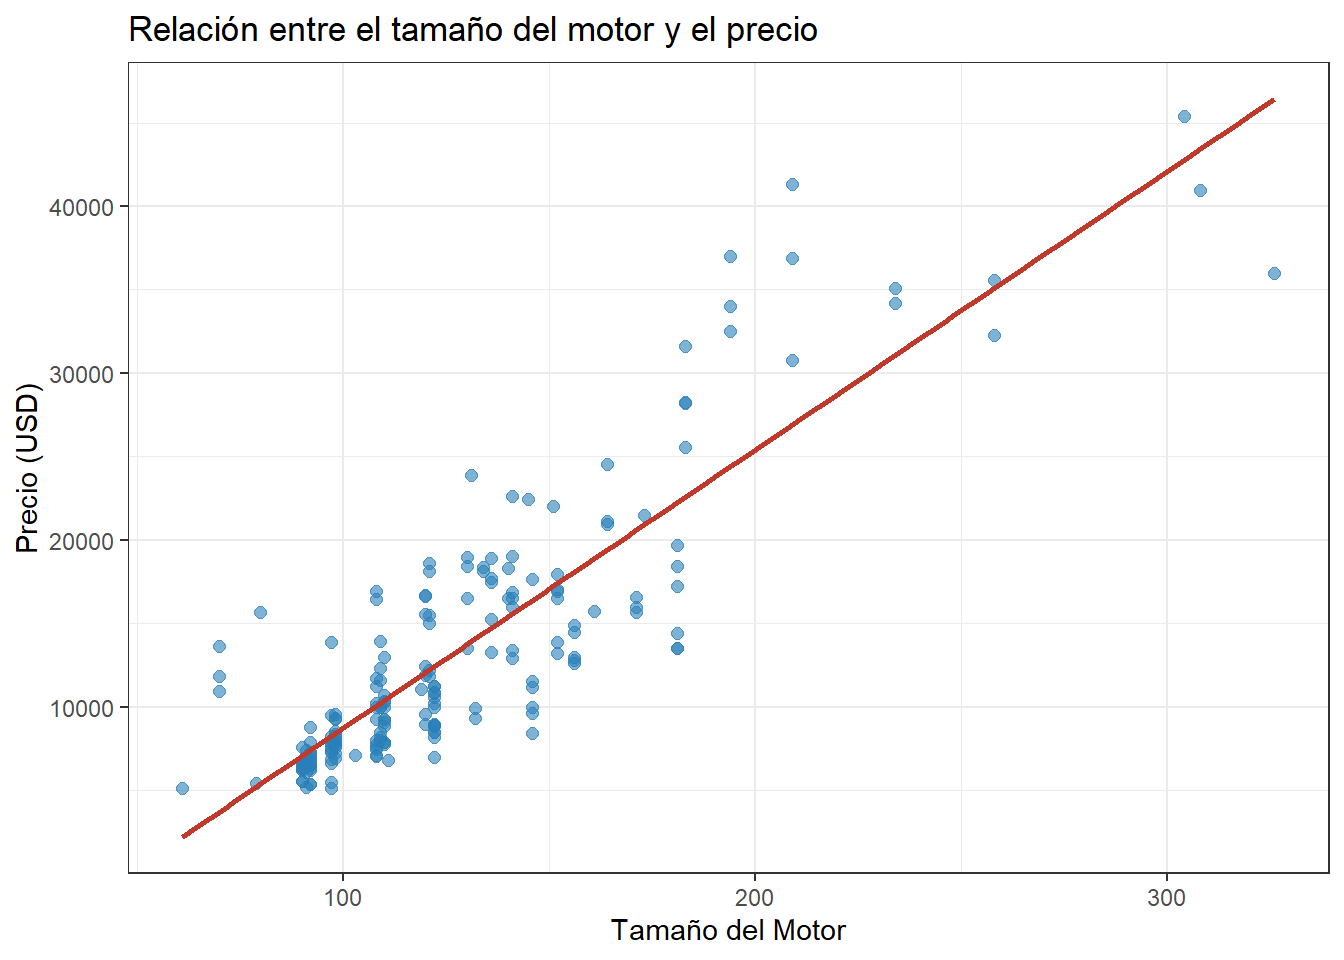 Relación entre el tamaño del motor y el precio
Precio (USD)
40000
30000
20000
10000
100
200
300
Tamaño del Motor